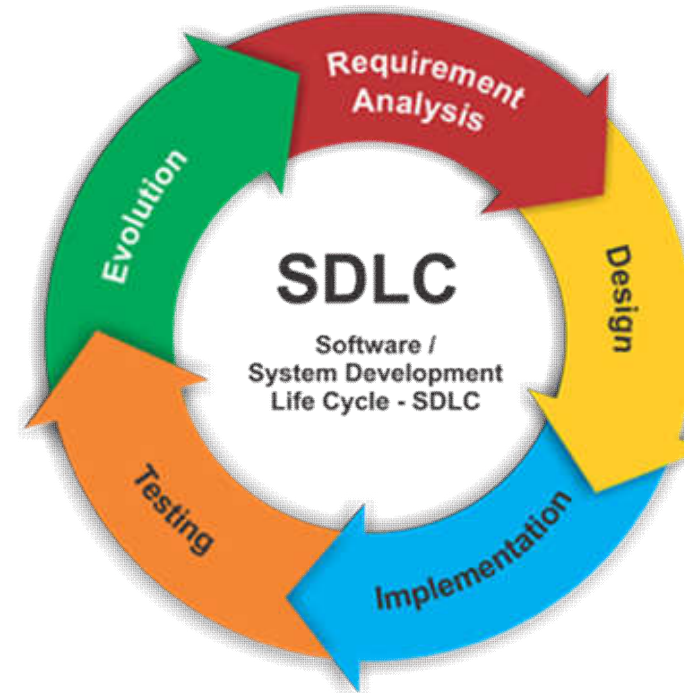 Requirement
Analysis
Design
Implementation
Testing
Evolution
SDLC
Software /
System Development
Life Cycle - SDLC